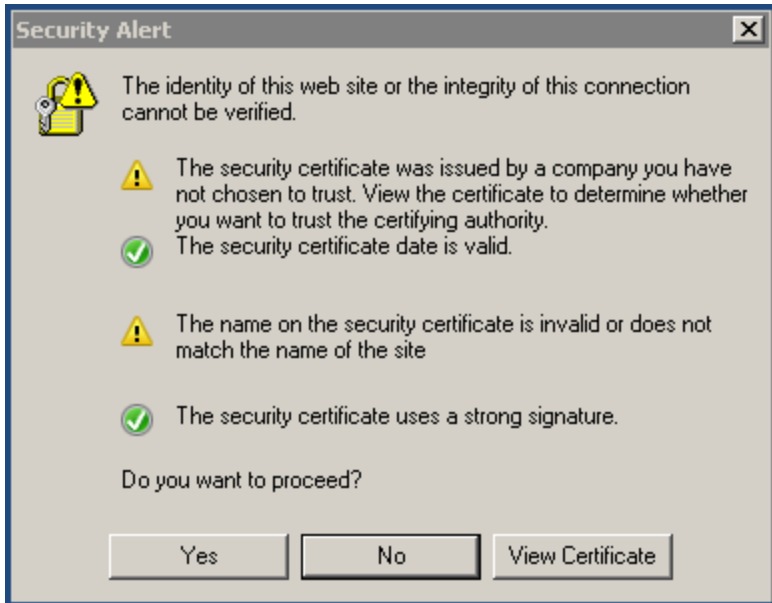 Security Alert
The identity of this web site or the integrity of this connection
cannot be verified.
The security certificate was issued by a company you have
not chosen to trust. View the certificate to determine whether
you want to trust the certifying authority.
The security certificate date is valid.
The name on the security certificate is invalid or does not
match the name of the site
The security certificate uses a strong signature.
Do you want to proceed?
Yes
No
View Certificate